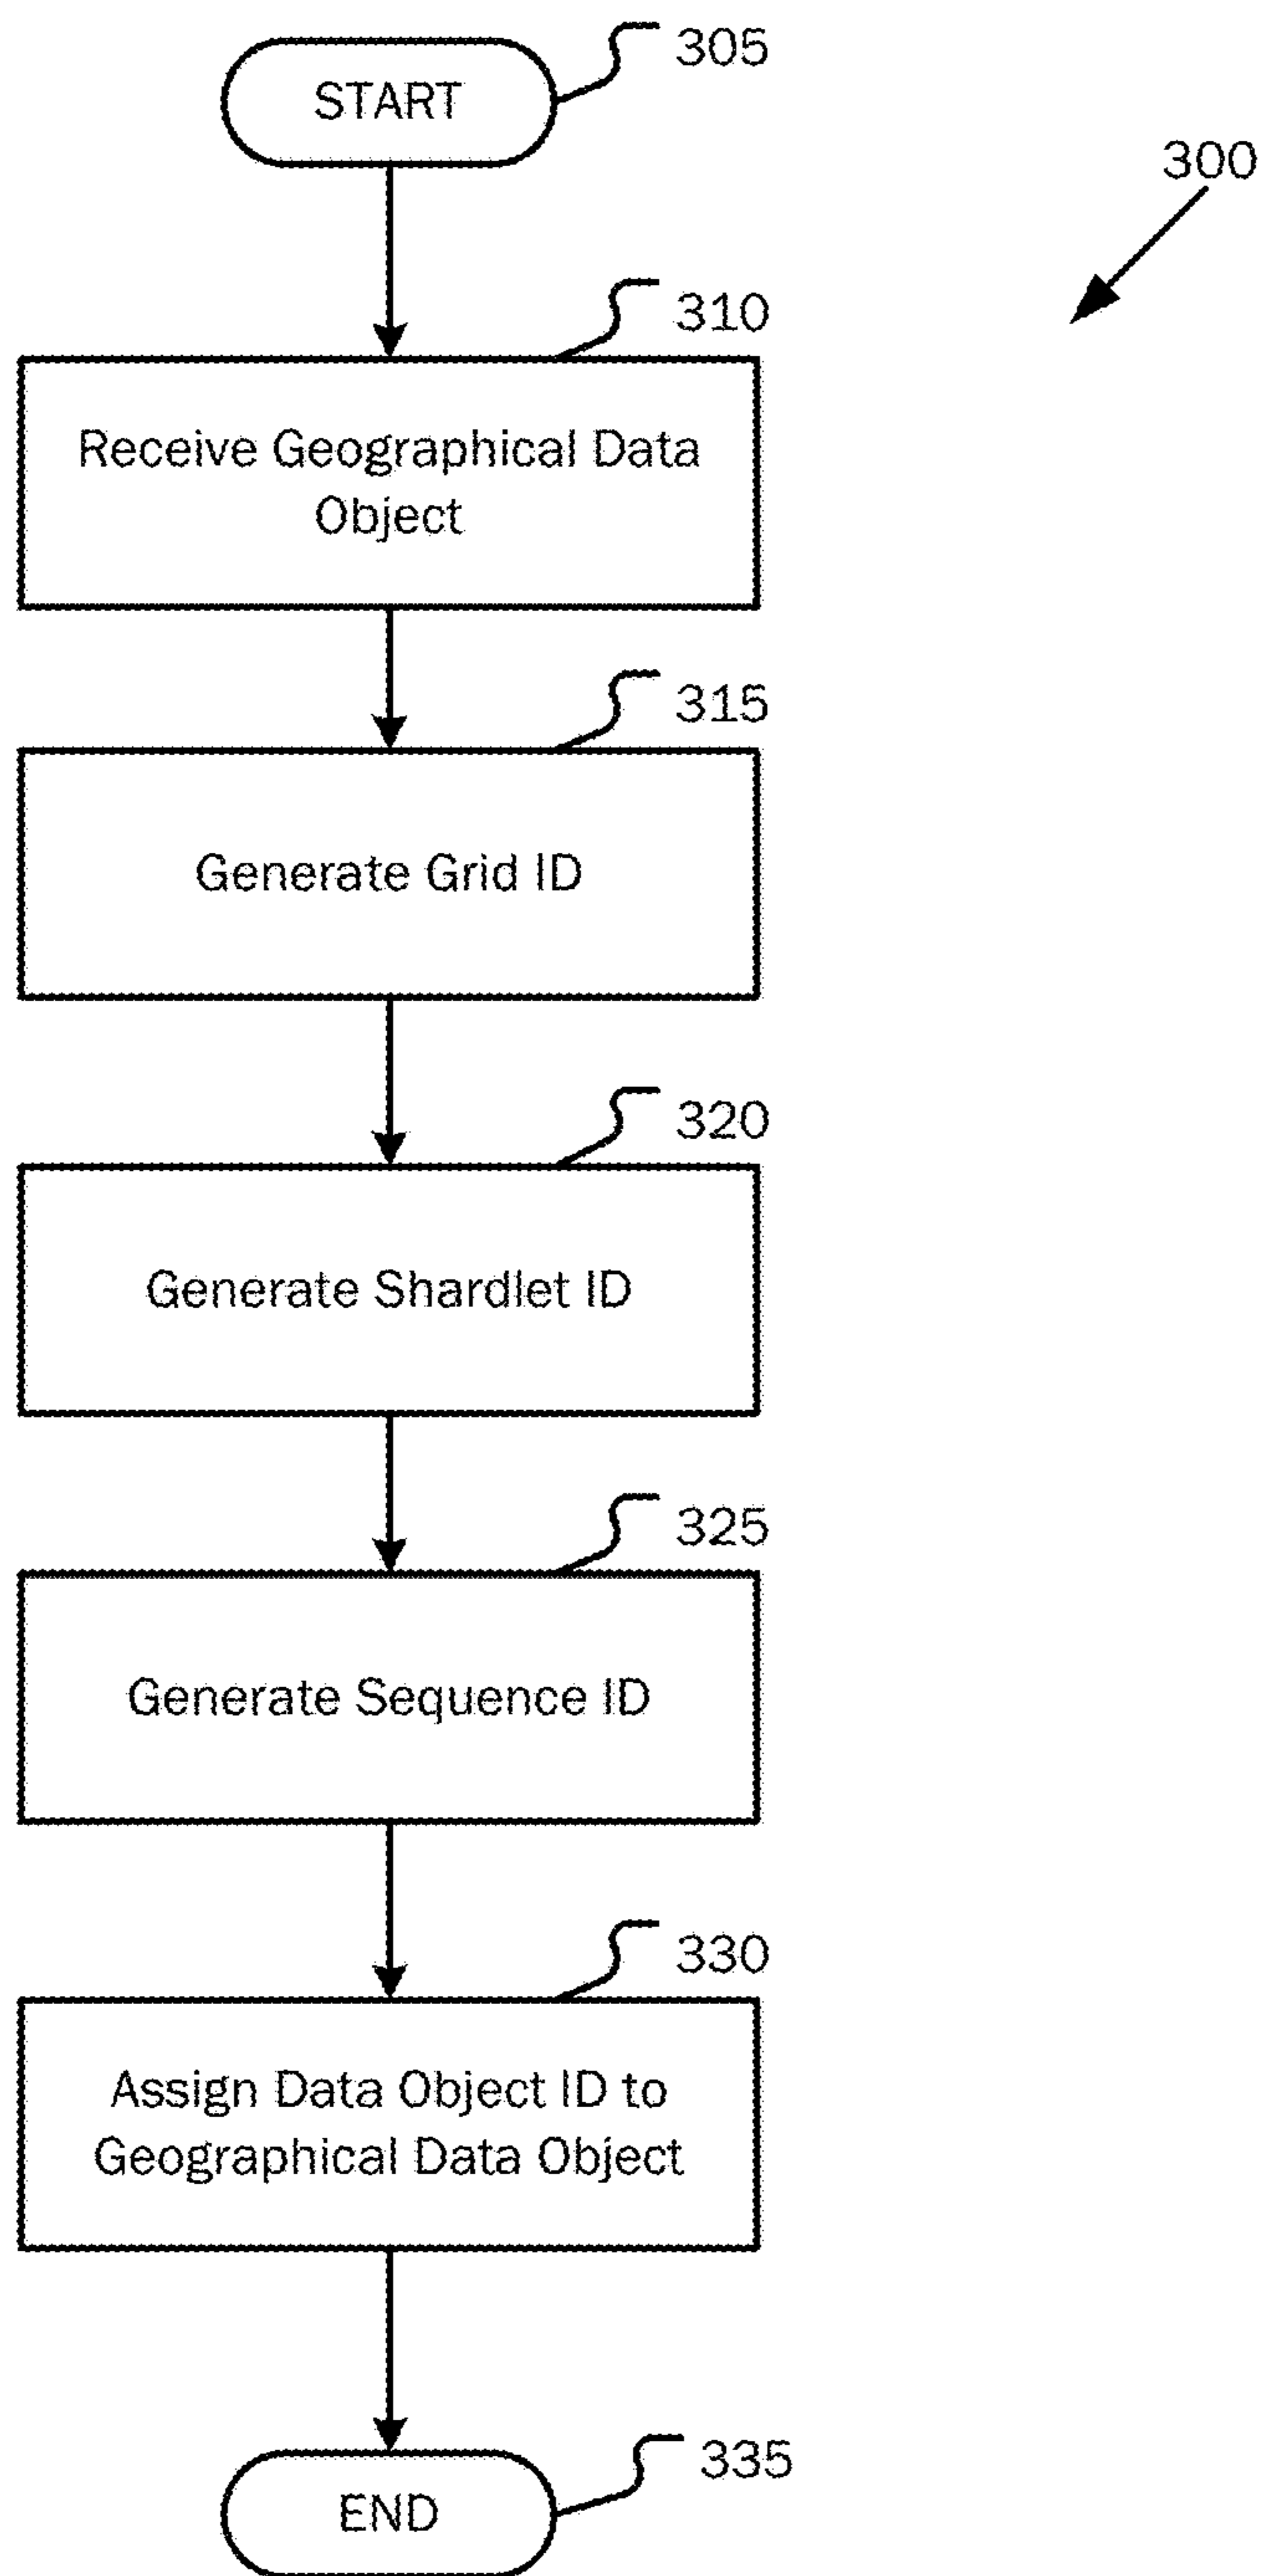 START
305
300
310
Receive Geographical Data
Object
315
Generate Grid ID
320
Generate Shardlet ID
325
Generate Sequence ID
330
Assign Data Object ID to
Geographical Data Object
335
END